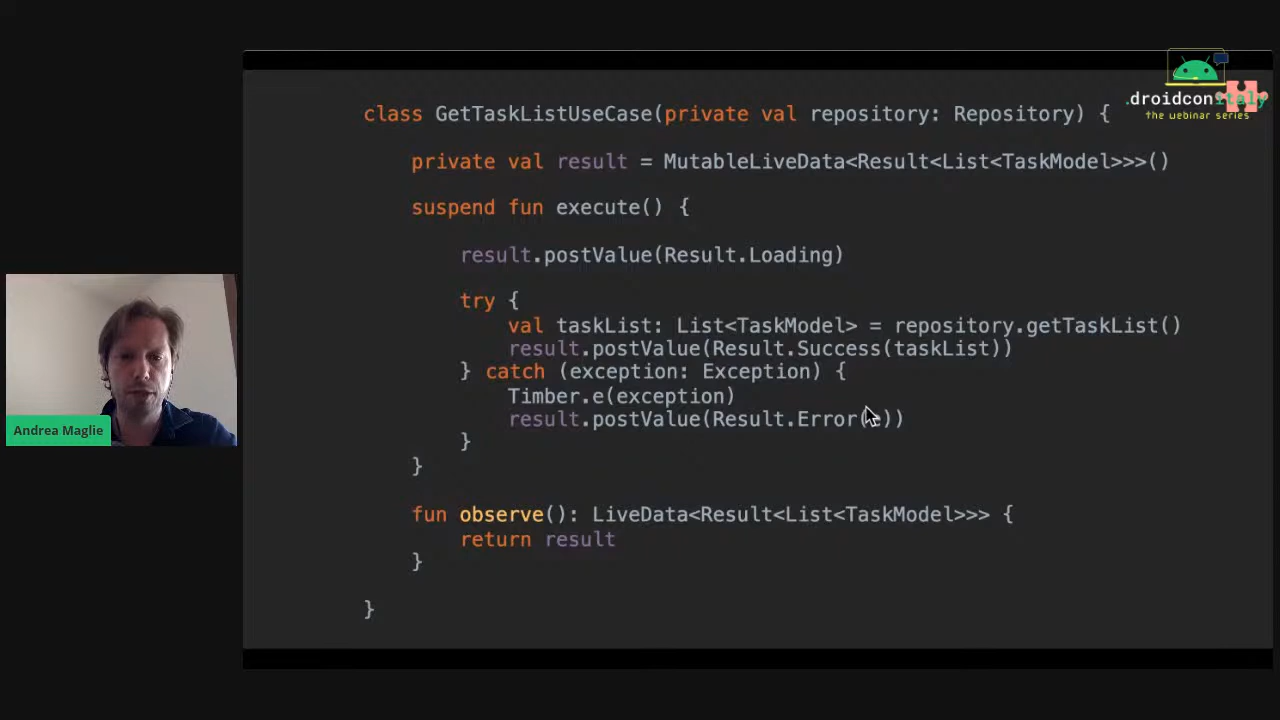 .droidcon italy
the webinar series
class GetTaskListUseCase(private val repository: Repository) {
private val result = MutableLiveData<Result<List<TaskModel>>>()
suspend fun execute() {
result.postValue(Result.Loading)
try {
val taskList: List<TaskModel> = repository.getTaskList()
result.postValue(Result.Success(taskList))
} catch (exception: Exception) {
Timber.e(exception)
result.postValue(Result.Error( ))
}
}
fun observe(): LiveData<Result<List<TaskModel>>> {
return result
}
}
Andrea Maglie